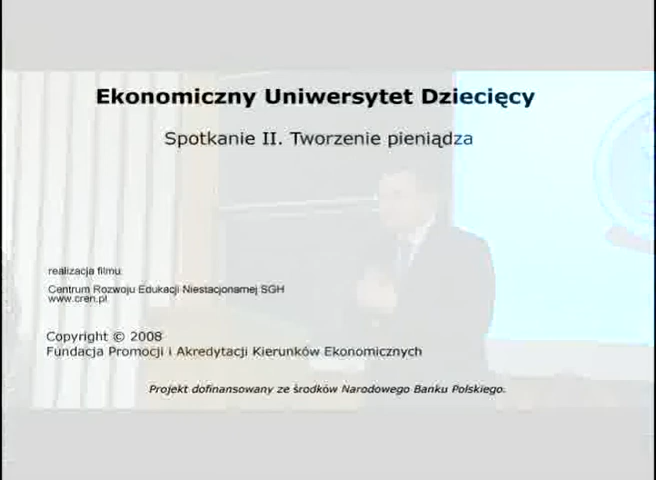 Ekonomiczny Uniwersytet Dziecięcy
Spotkanie II. Tworzenie pieniądza
realizacja filmu
Centrum Rozwoju Edukacji Niestacjonarnej SGH
www.cren.pl
Copyright © 2008
Fundacja Promocji i Akredytacji Kierunków Ekonomicznych
Projekt dofinansowany ze środków Narodowego Banku Polskiego.